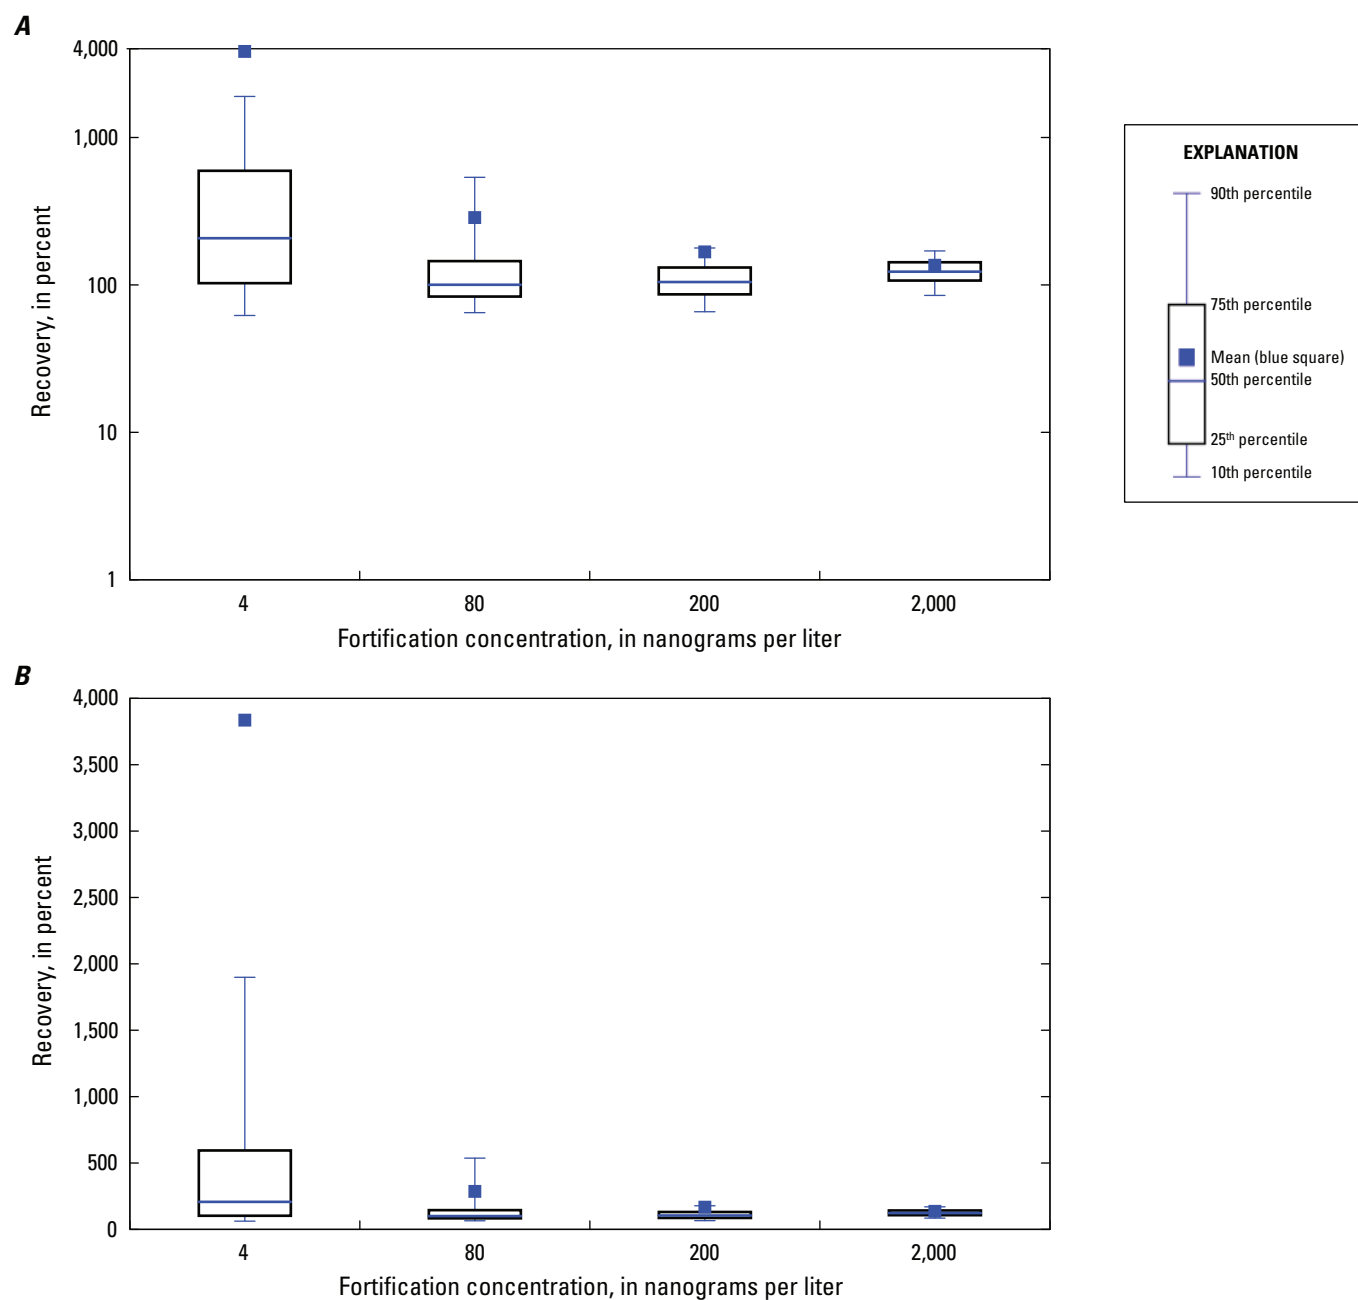 A
4,000
1,000
100
10
1
Recovery, in percent
4 80 200 2,000
Fortification concentration, in nanograms per liter
EXPLANATION
90th percentile
75th percentile
Mean (blue square)
50th percentile
25th percentile
10th percentile
B
4,000
3,500
3,000
2,500
2,000
1,500
1,000
500
0
Recovery, in percent
4 80 200 2,000
Fortification concentration, in nanograms per liter